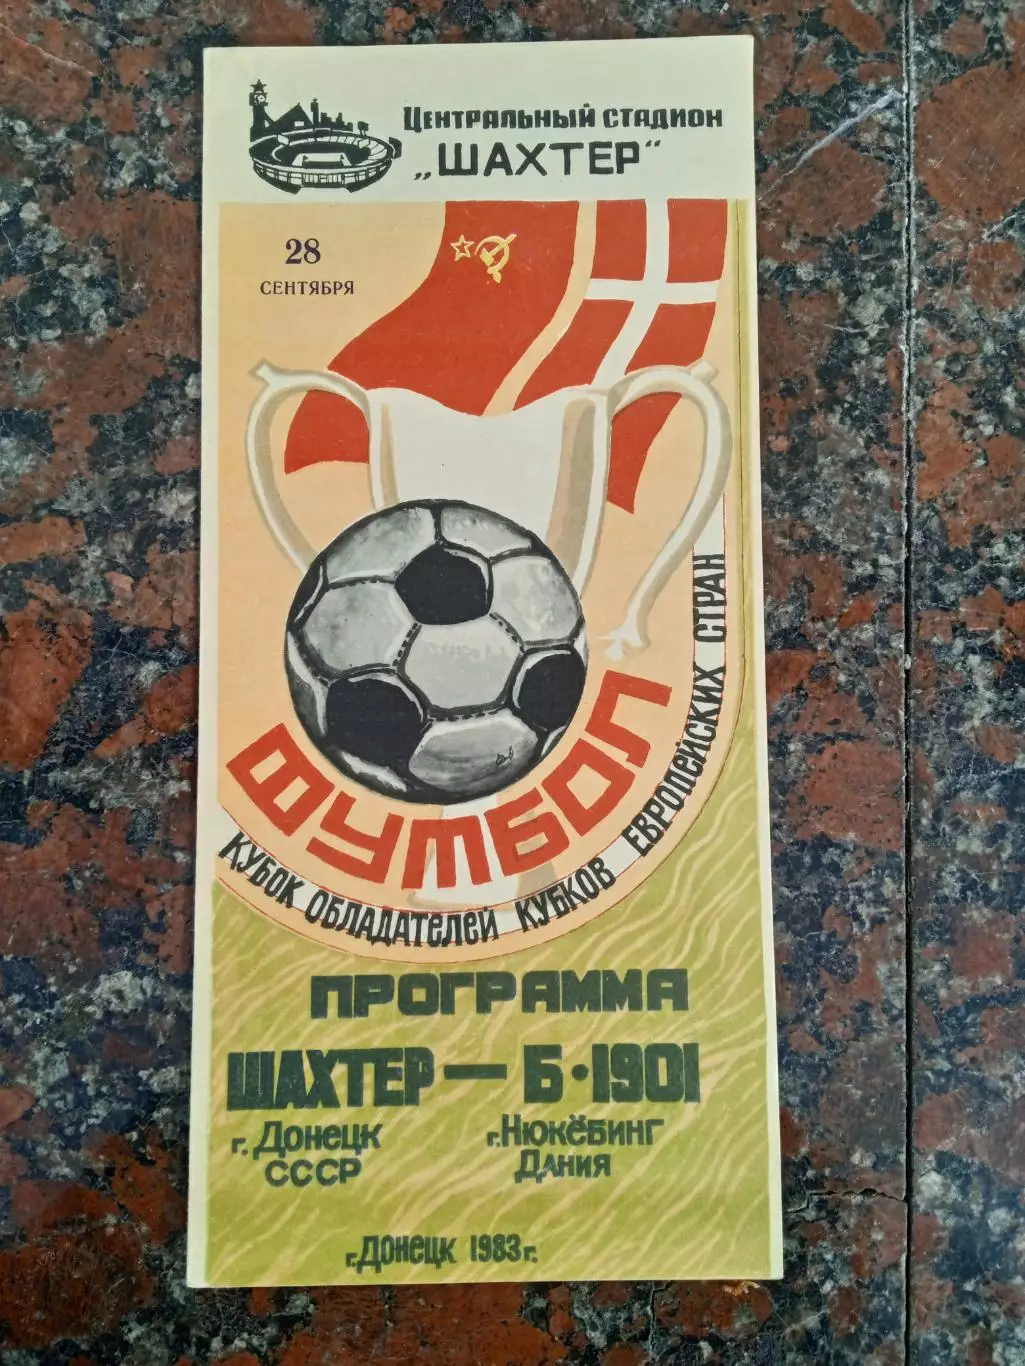 ЦЕНТРАЛЬНЫЙ СТАДИОН
„ШАХТЕР“
28
СЕНТЯБРЯ
ФУТБОЛ
КУБОК ОБЛАДАТЕЛЕЙ КУБКОВ ЕВРОПЕЙСКИХ СТРАН
ПРОГРАММА
ШАХТЕР — Б·1901
г. Донецк г. Нюкёбинг
СССР Дания
г. Донецк 1983 г.